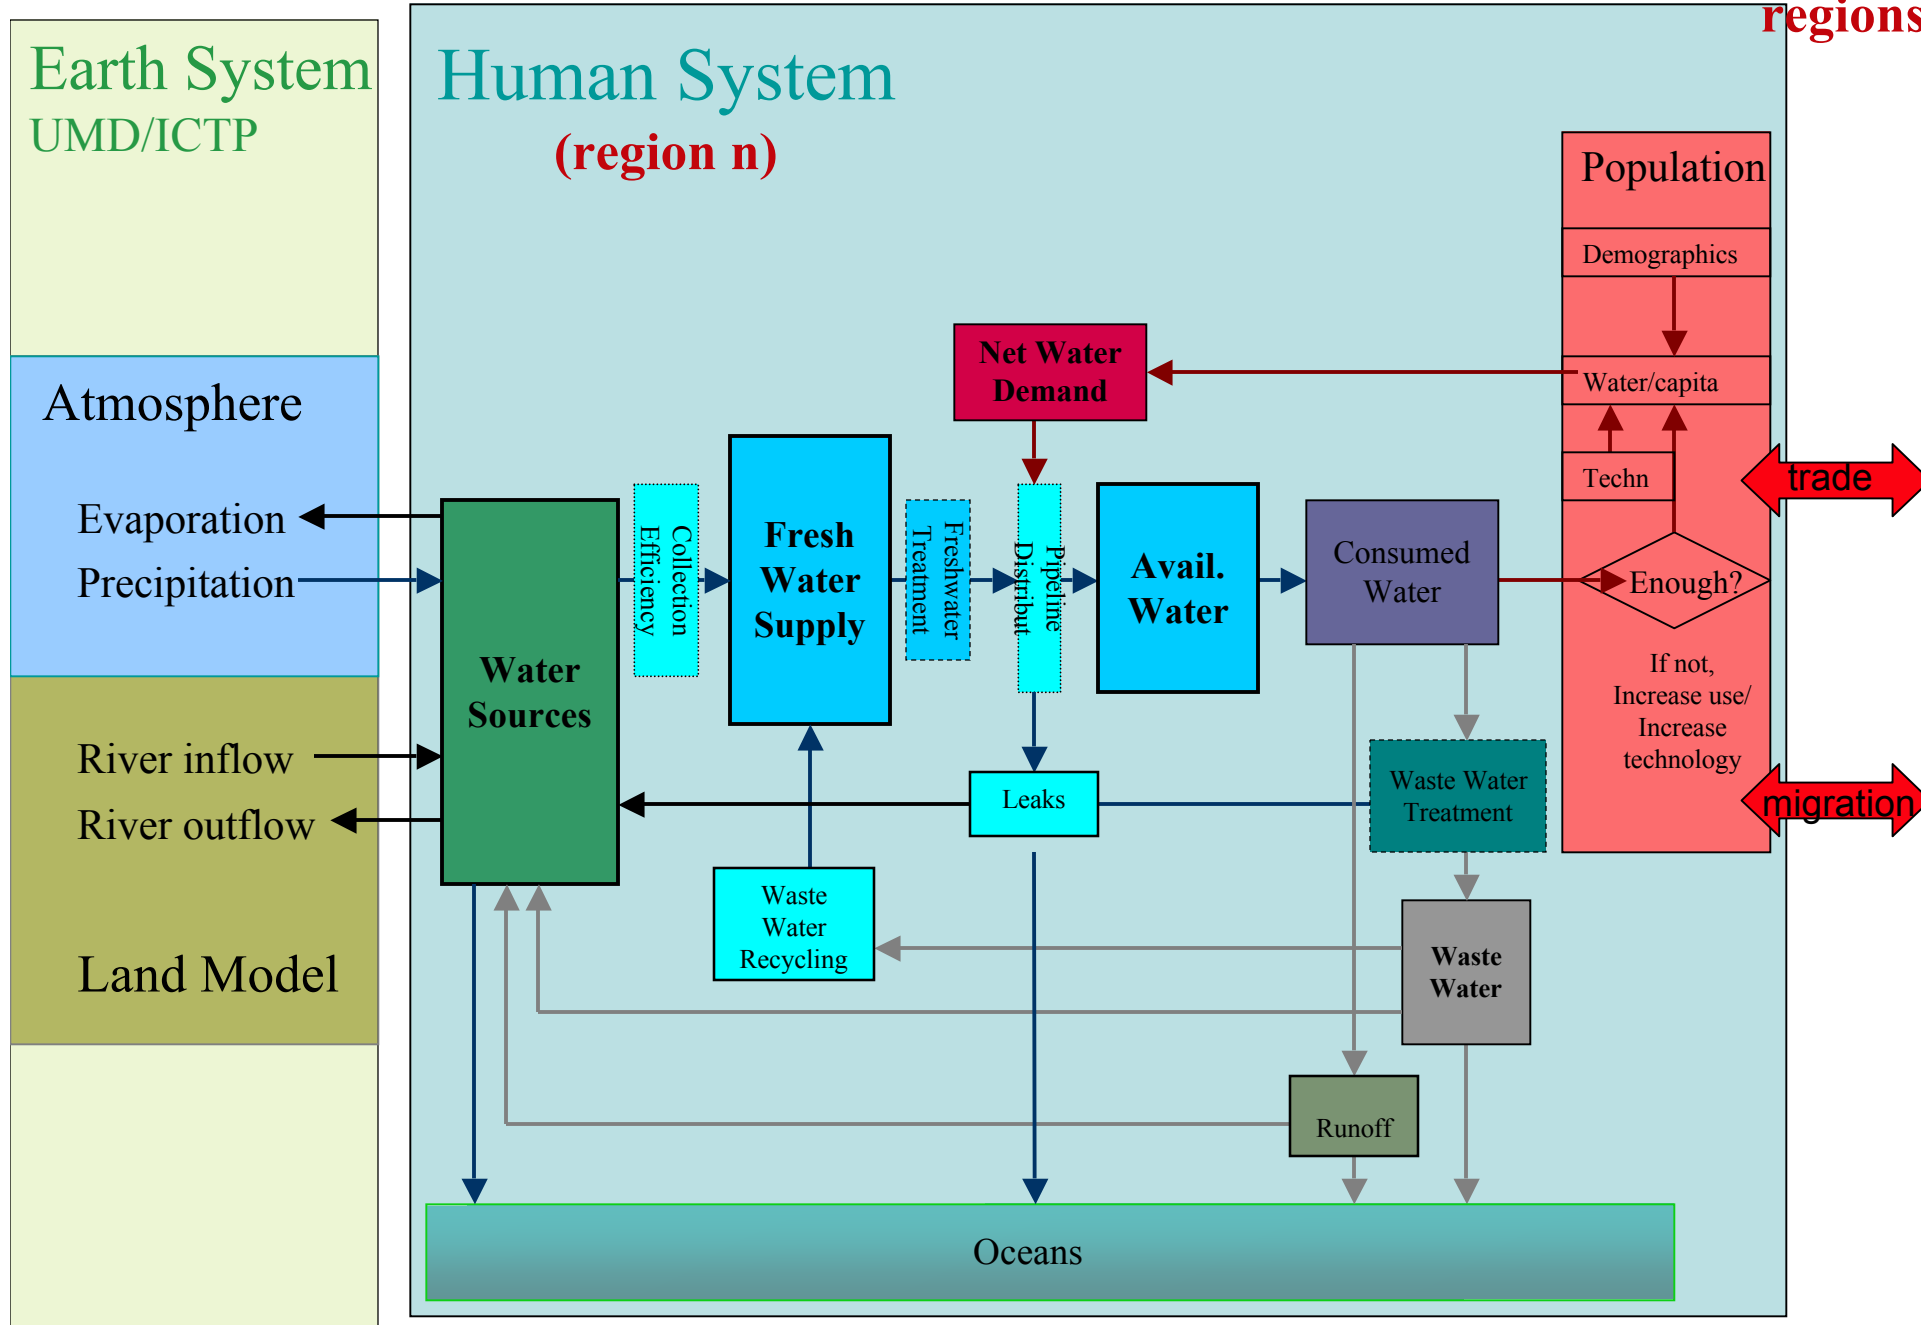 regions
Earth System
UMD/ICTP
Human System
(region n)
Population
Demographics
Water/capita
Techn
Enough?
If not,
Increase use/
Increase
technology
trade
migration
Net Water
Demand
Atmosphere
Evaporation
Precipitation
River inflow
River outflow
Land Model
Water
Sources
Collection
Efficiency
Fresh
Water
Supply
Freshwater
Treatment
Pipeline
Distribut
Avail.
Water
Consumed
Water
Leaks
Waste Water
Treatment
Waste
Water
Recycling
Waste
Water
Runoff
Oceans